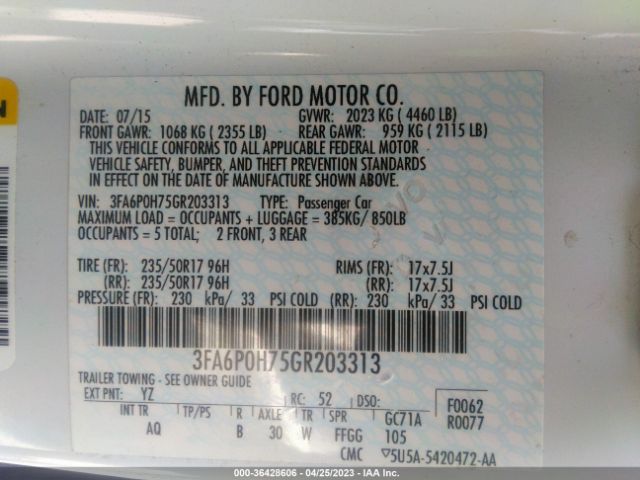 MFD. BY FORD MOTOR CO.
DATE: 07/15 GVWR: 2023 KG ( 4460 LB)
FRONT GAWR: 1068 KG ( 2355 LB) REAR GAWR: 959 KG ( 2115 LB)
THIS VEHICLE CONFORMS TO ALL APPLICABLE FEDERAL MOTOR
VEHICLE SAFETY, BUMPER, AND THEFT PREVENTION STANDARDS
IN EFFECT ON THE DATE OF MANUFACTURE SHOWN ABOVE.
VIN: 3FA6P0H75GR203313 TYPE: Passenger Car
MAXIMUM LOAD = OCCUPANTS + LUGGAGE = 385KG/ 850LB
OCCUPANTS = 5 TOTAL; 2 FRONT, 3 REAR
TIRE (FR): 235/50R17 96H RIMS (FR): 17x7.5J
(RR): 235/50R17 96H (RR): 17x7.5J
PRESSURE (FR): 230 kPa/ 33 PSI COLD (RR): 230 kPa/ 33 PSI COLD
3FA6P0H75GR203313
TRAILER TOWING - SEE OWNER GUIDE
EXT PNT: YZ RC: 52 DSO: F0062
INT TR TP/PS R AXLE TR SPR GC71A R0077
AQ B 30 W FFGG 105
CMC ▽5U5A-5420472-AA
000-36428606 - 04/25/2023 - IAA Inc.